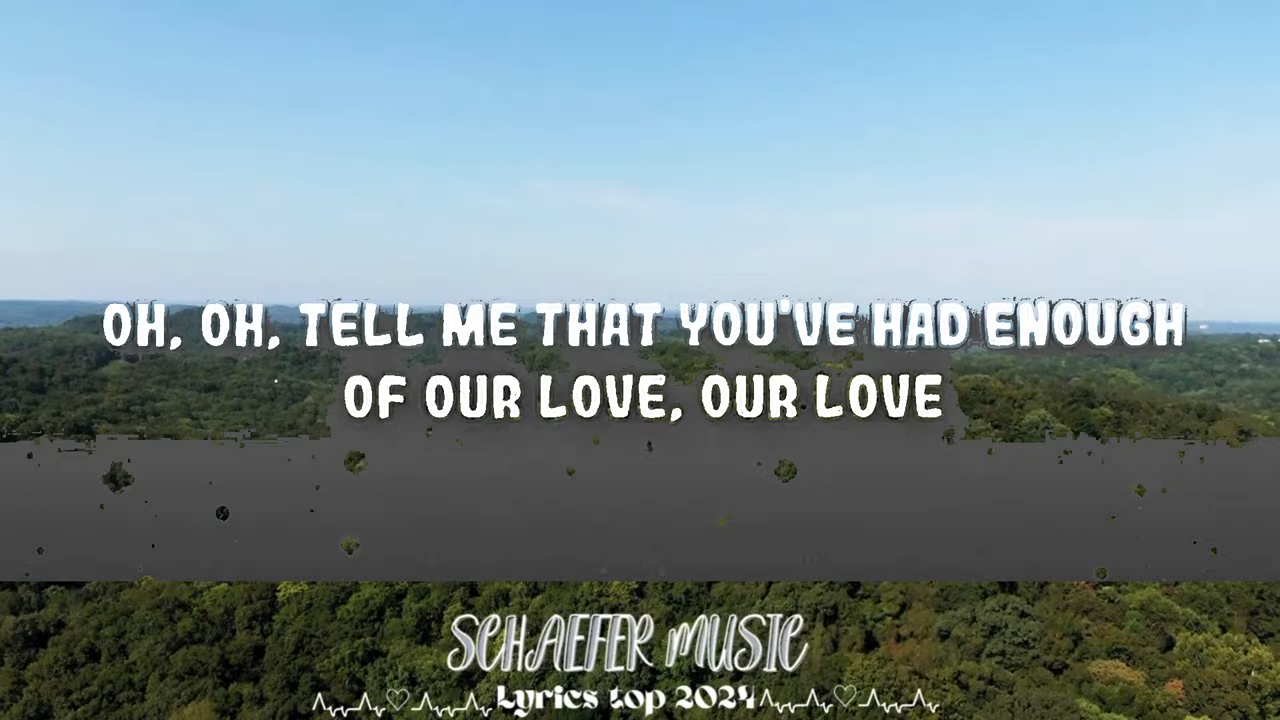 OH, OH, TELL ME THAT YOU'VE HAD ENOUGH
OF OUR LOVE, OUR LOVE
SCHAEFER MUSIC
Lyrics top 2024